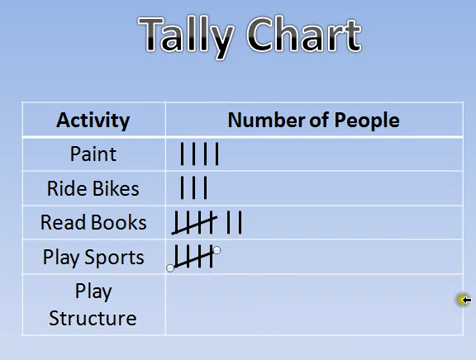 Tally Chart
Activity Number of People
Paint
Ride Bikes
Read Books
Play Sports
Play
Structure